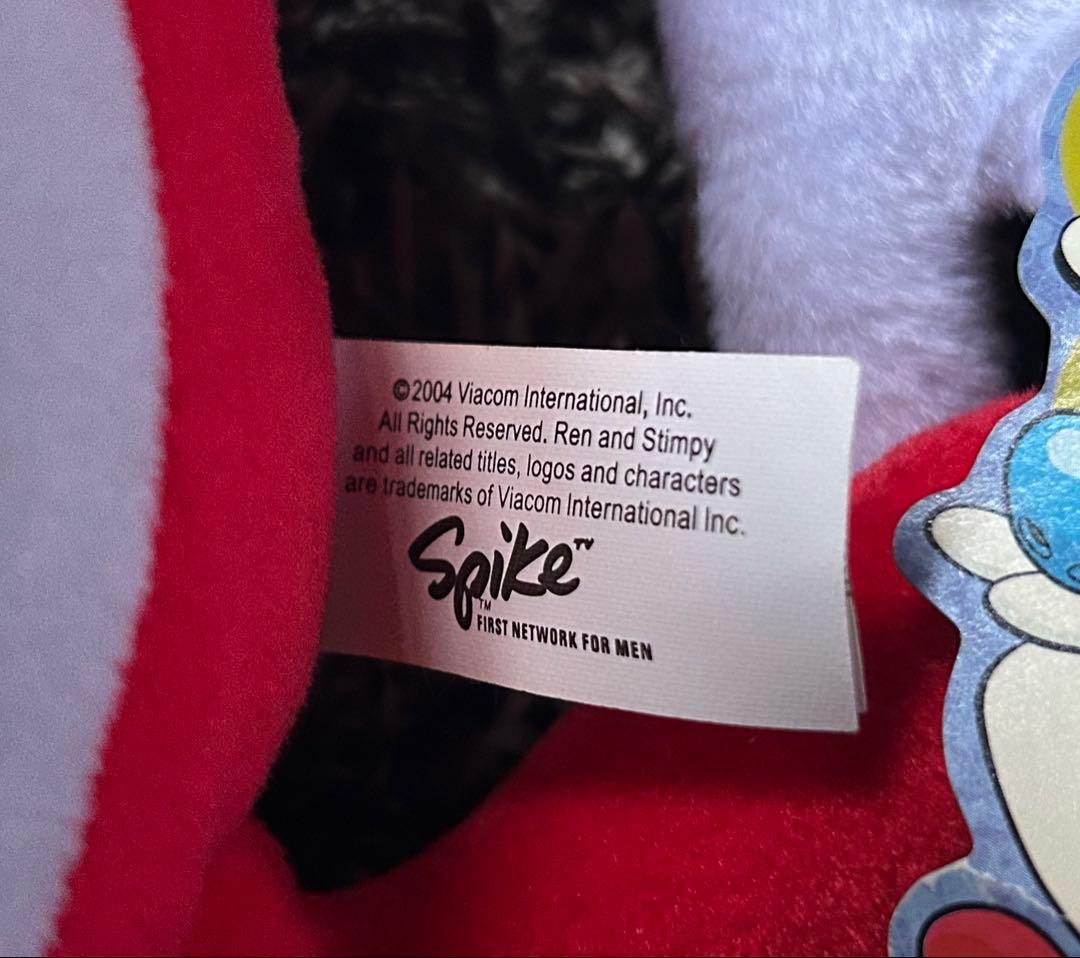 ©2004 Viacom International, Inc.
All Rights Reserved. Ren and Stimpy
and all related titles, logos and characters
are trademarks of Viacom International Inc.
Spike TV
™
FIRST NETWORK FOR MEN